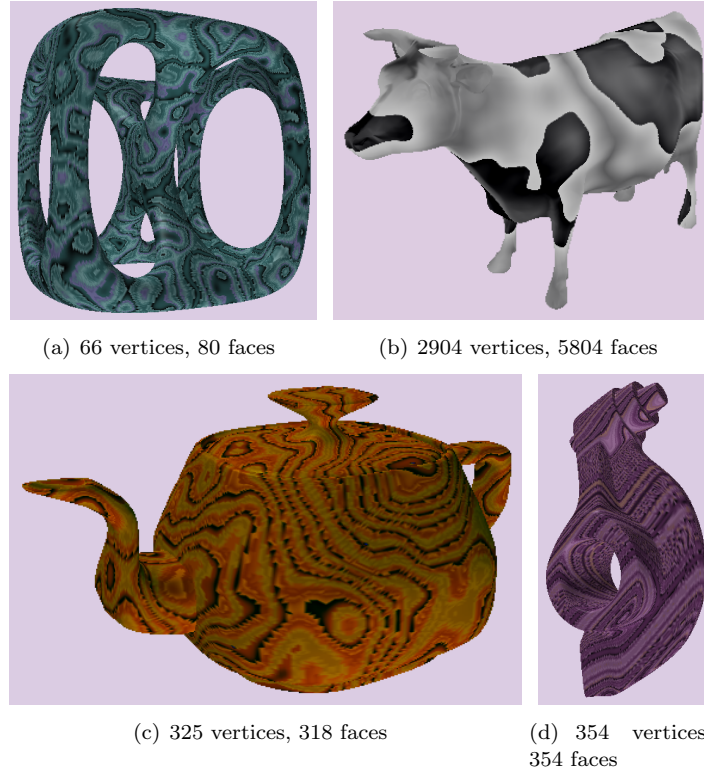 (a) 66 vertices, 80 faces
(b) 2904 vertices, 5804 faces
(c) 325 vertices, 318 faces
(d) 354 vertices
354 faces